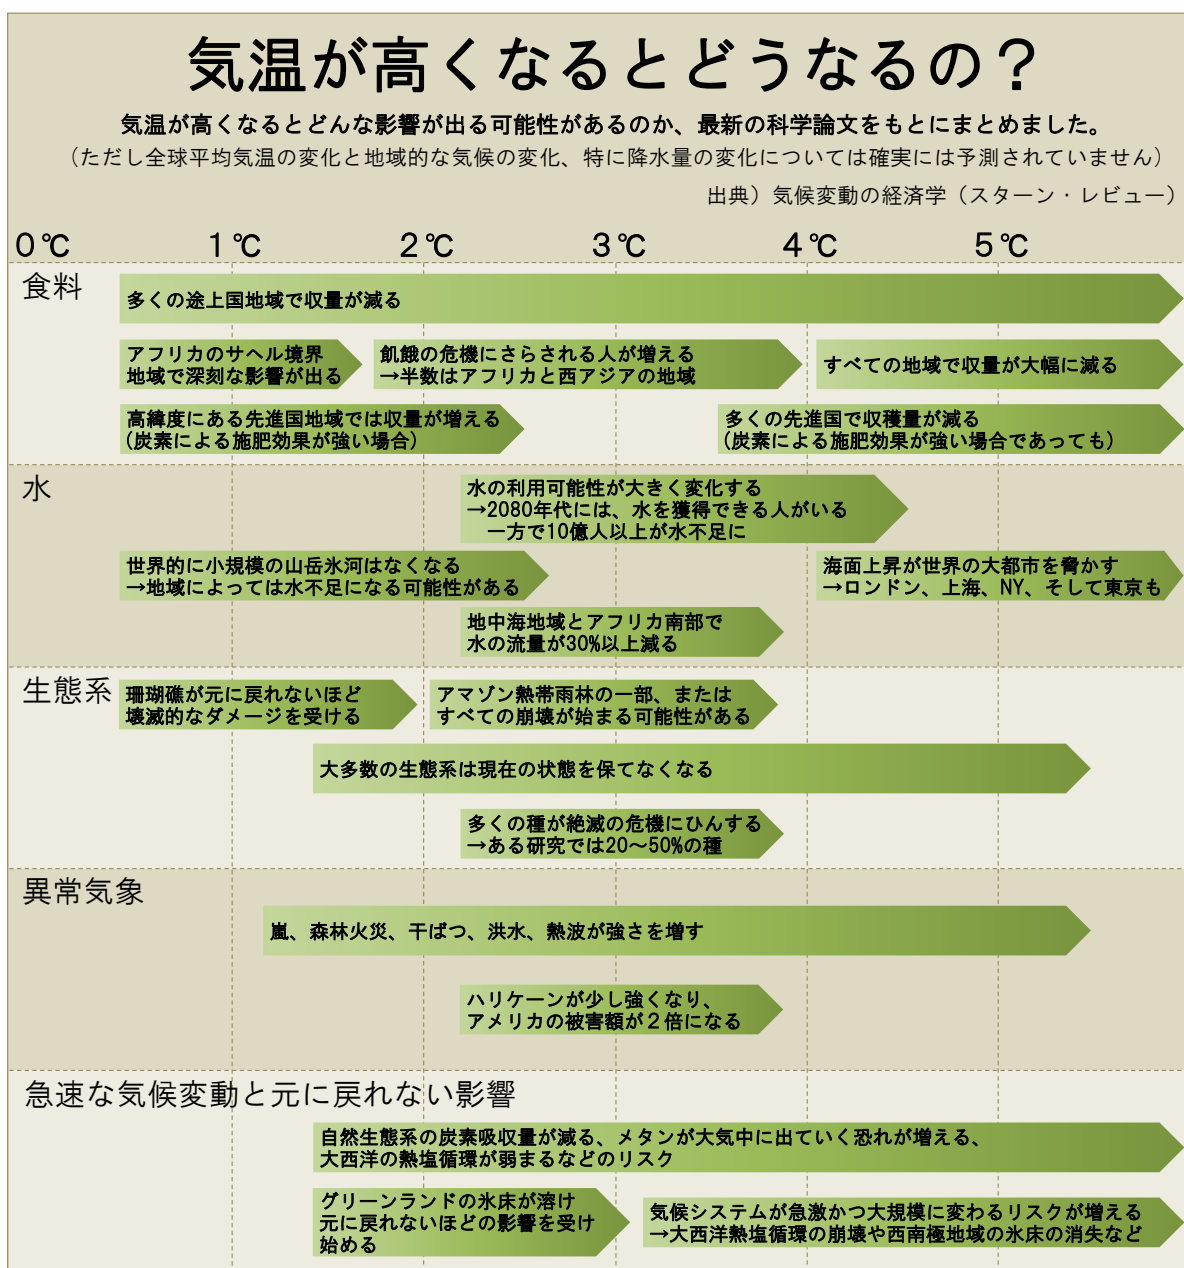 気温が高くなるとどうなるの？
気温が高くなるとどんな影響が出る可能性があるのか、最新の科学論文をもとにまとめました。
（ただし全球平均気温の変化と地域的な気候の変化、特に降水量の変化については確実には予測されていません）
出典）気候変動の経済学（スターン・レビュー）
0℃ 1℃ 2℃ 3℃ 4℃ 5℃
食料
多くの途上国地域で収量が減る
アフリカのサヘル境界
地域で深刻な影響が出る
飢餓の危機にさらされる人が増える
→半数はアフリカと西アジアの地域
すべての地域で収量が大幅に減る
高緯度にある先進国地域では収量が増える
（炭素による施肥効果が強い場合）
多くの先進国で収穫量が減る
（炭素による施肥効果が強い場合であっても）
水
水の利用可能性が大きく変化する
→2080年代には、水を獲得できる人がいる
一方で10億人以上が水不足に
世界的に小規模の山岳氷河はなくなる
→地域によっては水不足になる可能性がある
海面上昇が世界の大都市を脅かす
→ロンドン、上海、NY、そして東京も
地中海地域とアフリカ南部で
水の流量が30%以上減る
生態系
珊瑚礁が元に戻れないほど
壊滅的なダメージを受ける
アマゾン熱帯雨林の一部、または
すべての崩壊が始まる可能性がある
大多数の生態系は現在の状態を保てなくなる
多くの種が絶滅の危機にひんする
→ある研究では20〜50%の種
異常気象
嵐、森林火災、干ばつ、洪水、熱波が強さを増す
ハリケーンが少し強くなり、
アメリカの被害額が２倍になる
急速な気候変動と元に戻れない影響
自然生態系の炭素吸収量が減る、メタンが大気中に出ていく恐れが増える、
大西洋の熱塩循環が弱まるなどのリスク
グリーンランドの氷床が溶け
元に戻れないほどの影響を受け
始める
気候システムが急激かつ大規模に変わるリスクが増える
→大西洋熱塩循環の崩壊や西南極地域の氷床の消失など